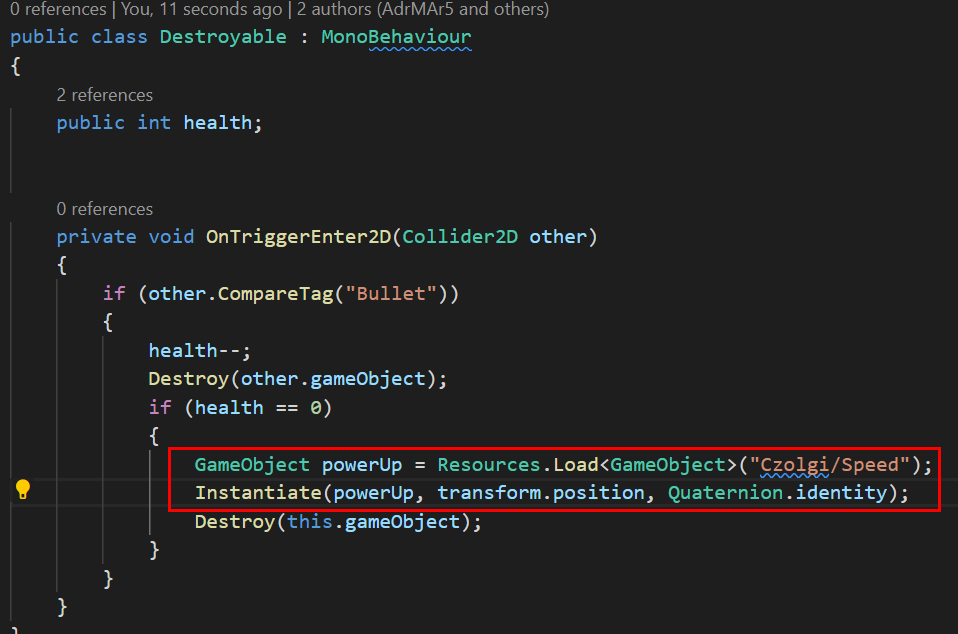 0 references | You, 11 seconds ago | 2 authors (AdrMAr5 and others)
public class Destroyable : MonoBehaviour
{
2 references
public int health;
0 references
private void OnTriggerEnter2D(Collider2D other)
{
if (other.CompareTag("Bullet"))
{
health--;
Destroy(other.gameObject);
if (health == 0)
{
GameObject powerUp = Resources.Load<GameObject>("Czolgi/Speed");
Instantiate(powerUp, transform.position, Quaternion.identity);
Destroy(this.gameObject);
}
}
}
}